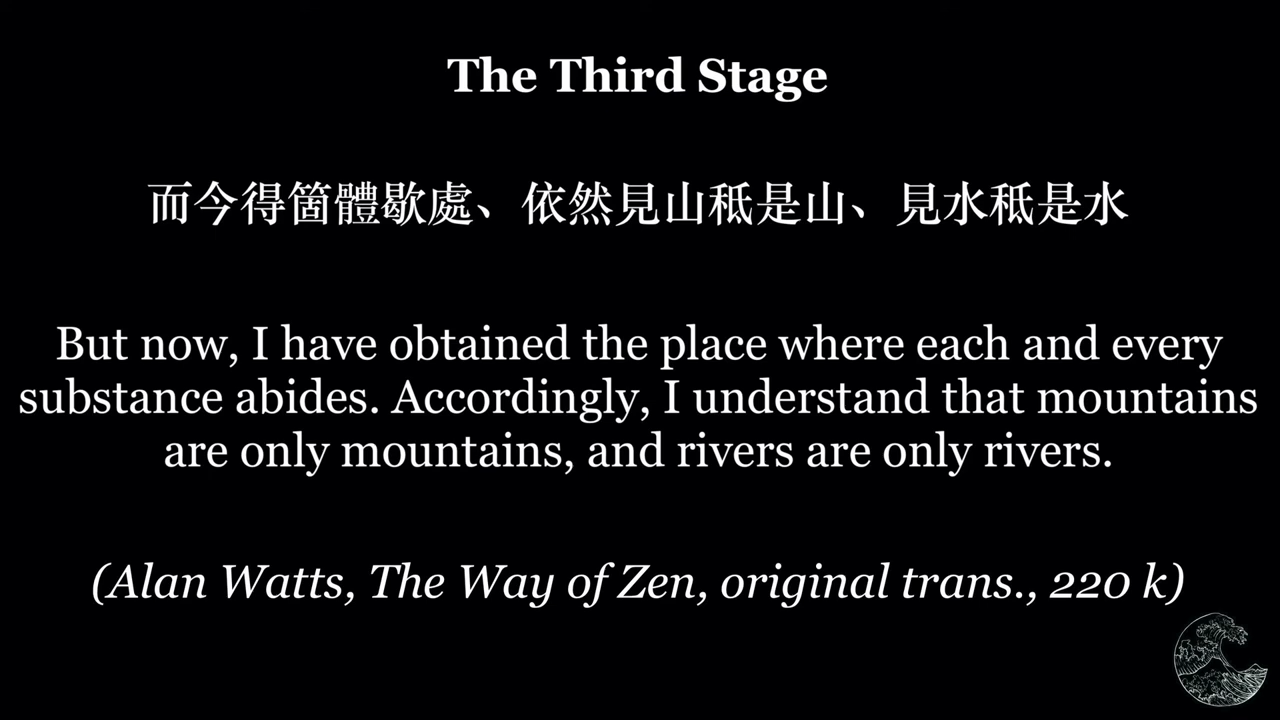 The Third Stage
而今得箇體歇處、依然見山秪是山、見水秪是水
But now, I have obtained the place where each and every
substance abides. Accordingly, I understand that mountains
are only mountains, and rivers are only rivers.
(Alan Watts, The Way of Zen, original trans., 220 k)